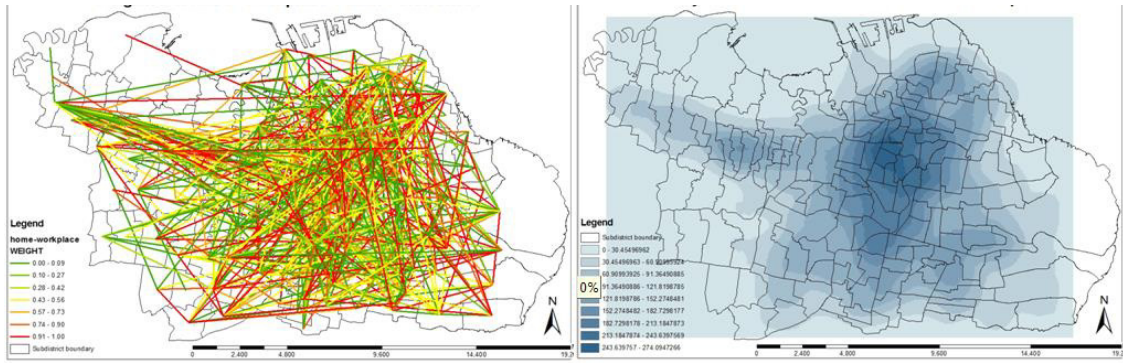 Legend
home-workplace
WEIGHT
0.00 - 0.09
0.10 - 0.27
0.28 - 0.42
0.43 - 0.56
0.57 - 0.73
0.74 - 0.90
0.91 - 1.00
Subdistrict boundary
N
0 2.400 4.800 9.600 14.400 19.2
Legend
Subdistrict boundary
0 - 30.45496962
30.45496963 - 60.90993924
60.90993925 - 91.36490885
91.36490886 - 121.8198785
0%
121.8198786 - 152.2748481
152.2748482 - 182.7298177
182.7298178 - 213.1847873
213.1847874 - 243.6397569
243.639757 - 274.0947266
N
0 2.400 4.800 9.600 14.400 19.2